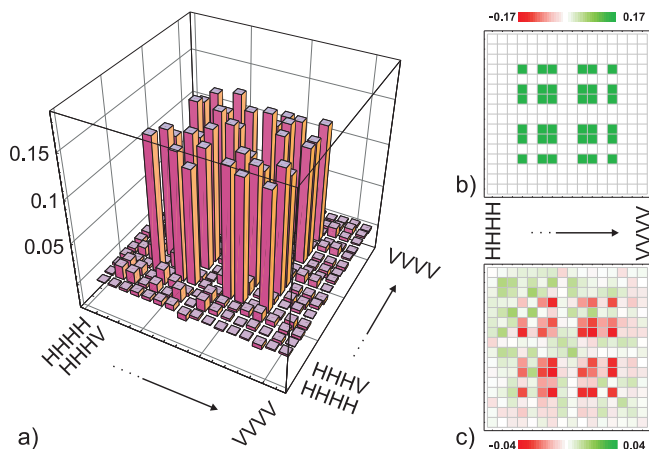 -0.17 0.17
0.15
0.1
0.05
b)
HHHH ... VVVV
VVVV
HHHH
HHHV
...
VVVV
...
HHHV
HHHH
a)
c)
-0.04 0.04